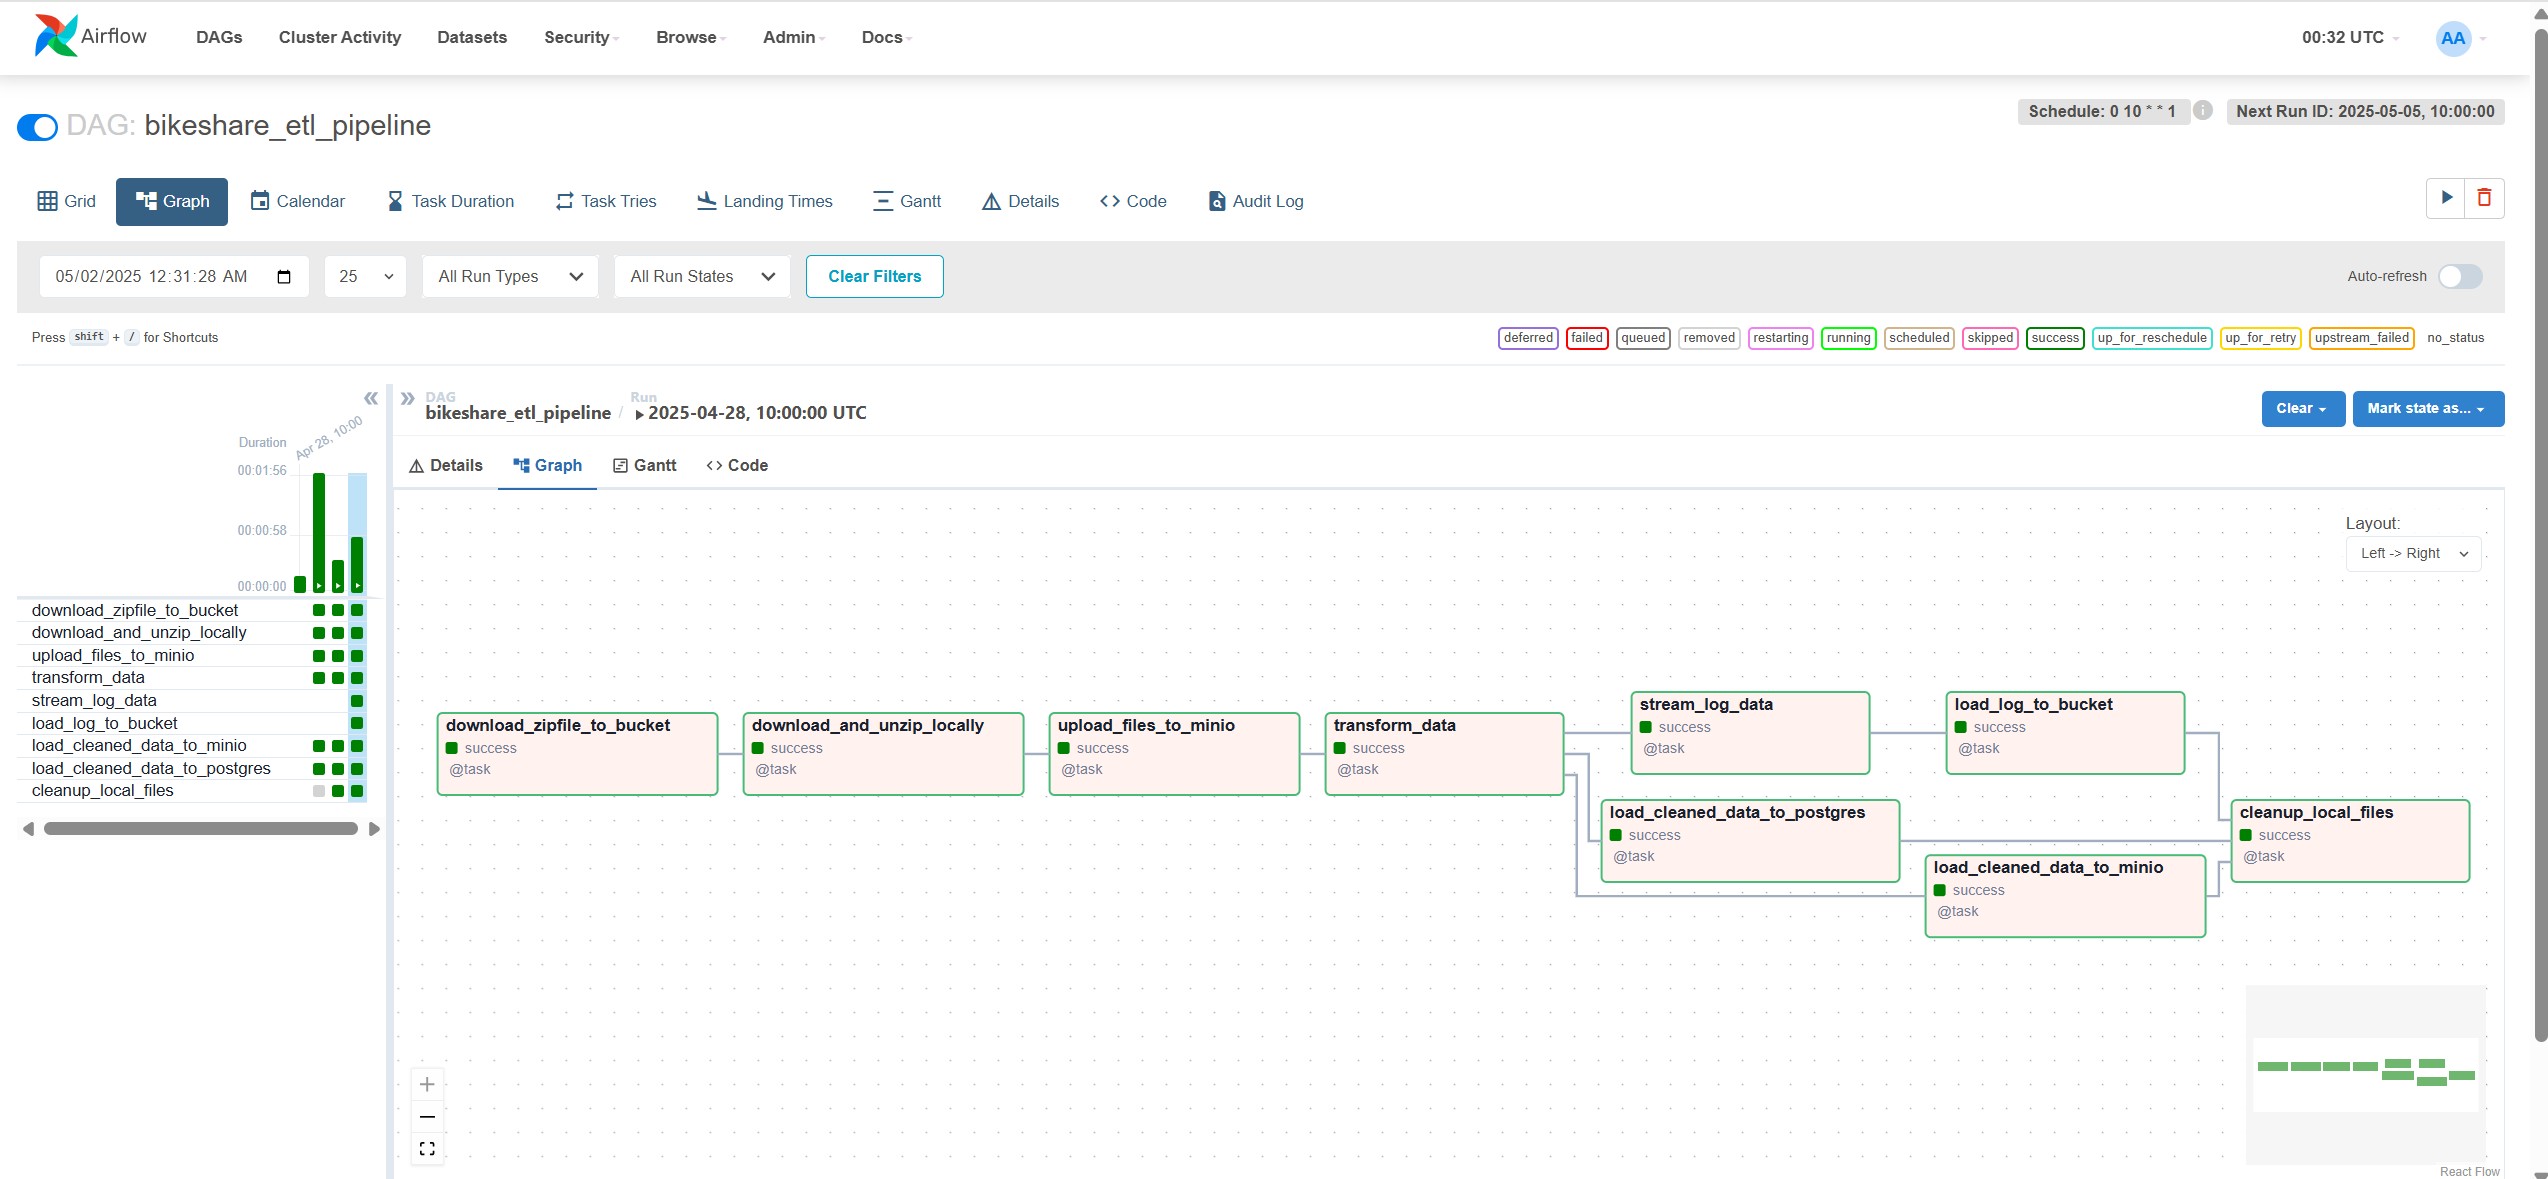 Airflow
DAGs
Cluster Activity
Datasets
Security
Browse
Admin
Docs
00:32 UTC
AA
DAG: bikeshare_etl_pipeline
Schedule: 0 10 * * 1
i
Next Run ID: 2025-05-05, 10:00:00
Grid
Graph
Calendar
Task Duration
Task Tries
Landing Times
Gantt
Details
Code
Audit Log
05/02/2025 12:31:28 AM
25
All Run Types
All Run States
Clear Filters
Auto-refresh
Press shift + / for Shortcuts
deferred
failed
queued
removed
restarting
running
scheduled
skipped
success
up_for_reschedule
up_for_retry
upstream_failed
no_status
DAG
bikeshare_etl_pipeline
/
Run
2025-04-28, 10:00:00 UTC
Clear
Mark state as...
Details
Graph
Gantt
Code
Duration
Apr 28, 10:00
00:01:56
00:00:58
00:00:00
download_zipfile_to_bucket
download_and_unzip_locally
upload_files_to_minio
transform_data
stream_log_data
load_log_to_bucket
load_cleaned_data_to_minio
load_cleaned_data_to_postgres
cleanup_local_files
Layout:
Left -> Right
download_zipfile_to_bucket
success
@task
download_and_unzip_locally
success
@task
upload_files_to_minio
success
@task
transform_data
success
@task
stream_log_data
success
@task
load_log_to_bucket
success
@task
load_cleaned_data_to_postgres
success
@task
load_cleaned_data_to_minio
success
@task
cleanup_local_files
success
@task
React Flow